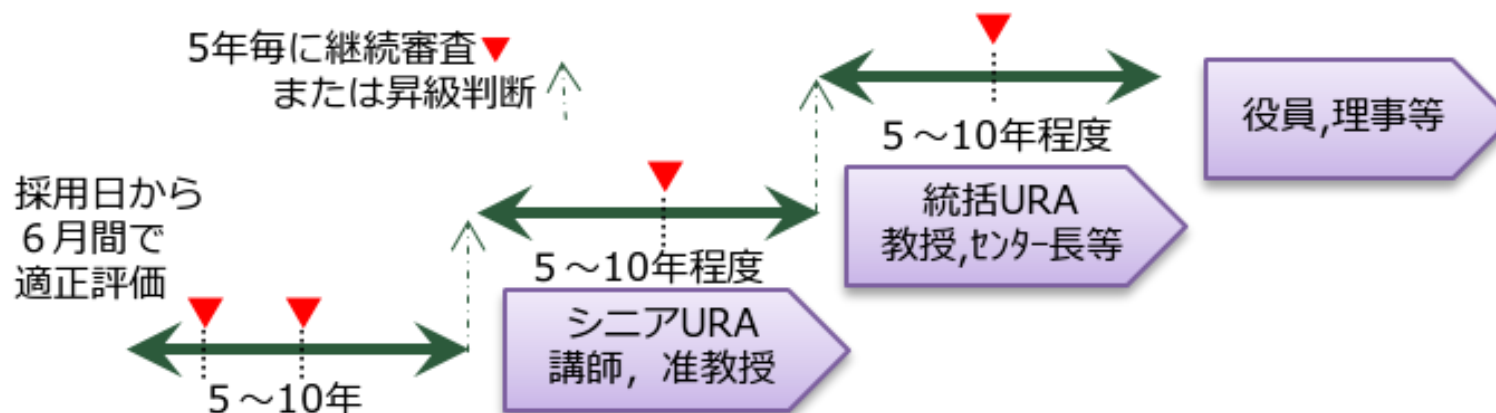 5年毎に継続審査
または昇級判断
採用日から
６月間で
適正評価
5～10年
5～10年程度
シニアURA
講師，准教授
5～10年程度
統括URA
教授,ｾﾝﾀｰ長等
役員,理事等